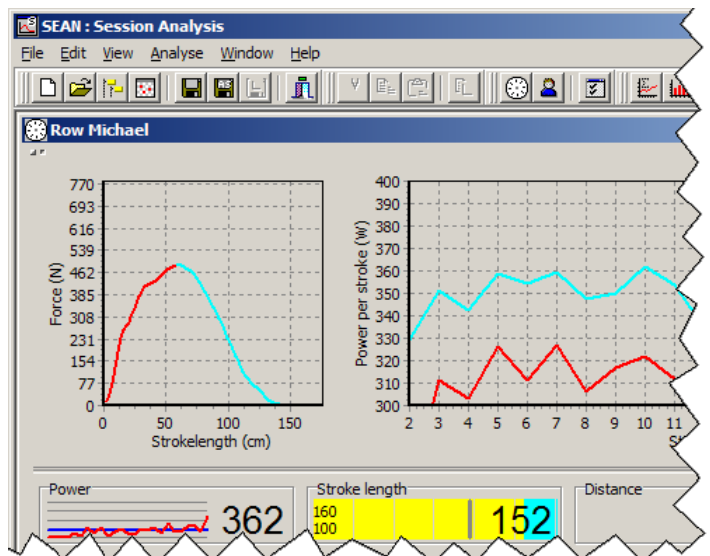 SEAN : Session Analysis
File Edit View Analyse Window Help
Row Michael
770
693
616
539
462
385
308
231
154
77
0
Force (N)
0 50 100 150
Strokelength (cm)
400
390
380
370
360
350
340
330
320
310
300
Power per stroke (W)
2 3 4 5 6 7 8 9 10 11
Power
362
Stroke length
160
100
152
Distance